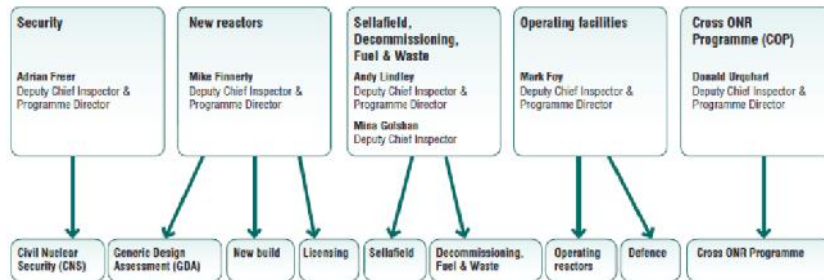 Security
Adrian Freer
Deputy Chief Inspector &
Programme Director
New reactors
Mike Finnerty
Deputy Chief Inspector &
Programme Director
Sellafield,
Decommissioning,
Fuel & Waste
Andy Lindley
Deputy Chief Inspector &
Programme Director
Mina Golshan
Deputy Chief Inspector
Operating facilities
Mark Foy
Deputy Chief Inspector &
Programme Director
Cross ONR
Programme (COP)
Donald Urquhart
Deputy Chief Inspector &
Programme Director
Civil Nuclear
Security (CNS)
Generic Design
Assessment (GDA)
New build
Licensing
Sellafield
Decommissioning,
Fuel & Waste
Operating
reactors
Defence
Cross ONR Programme